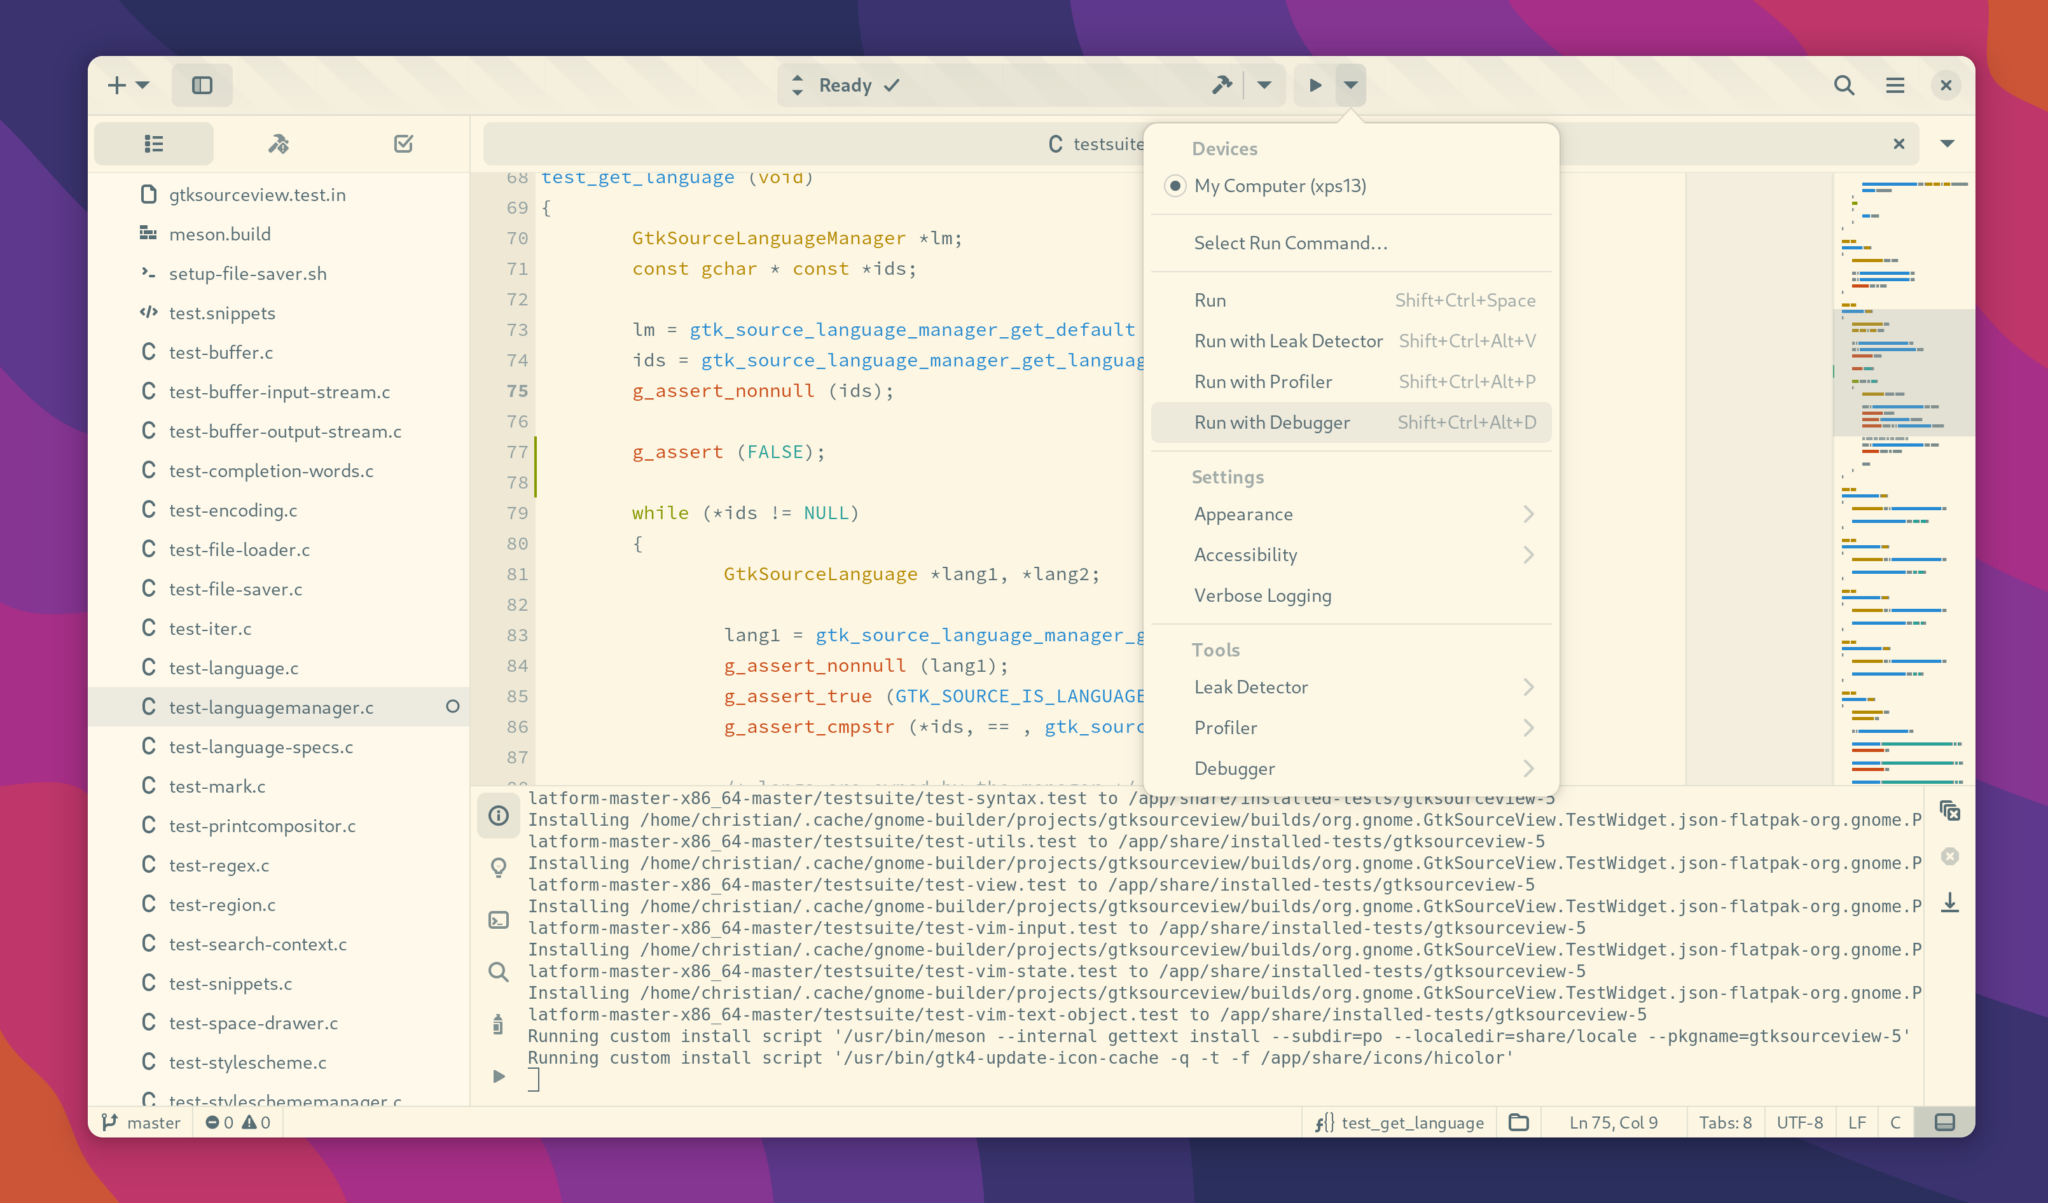 Ready
testsuite
gtksourceview.test.in
meson.build
setup-file-saver.sh
test.snippets
test-buffer.c
test-buffer-input-stream.c
test-buffer-output-stream.c
test-completion-words.c
test-encoding.c
test-file-loader.c
test-file-saver.c
test-iter.c
test-language.c
test-languagemanager.c
test-language-specs.c
test-mark.c
test-printcompositor.c
test-regex.c
test-region.c
test-search-context.c
test-snippets.c
test-space-drawer.c
test-stylescheme.c
test-styleschememanager.c
68 test_get_language (void)
69 {
70 GtkSourceLanguageManager *lm;
71 const gchar * const *ids;
72
73 lm = gtk_source_language_manager_get_default
74 ids = gtk_source_language_manager_get_languag
75 g_assert_nonnull (ids);
76
77 g_assert (FALSE);
78
79 while (*ids != NULL)
80 {
81 GtkSourceLanguage *lang1, *lang2;
82
83 lang1 = gtk_source_language_manager_g
84 g_assert_nonnull (lang1);
85 g_assert_true (GTK_SOURCE_IS_LANGUAGE
86 g_assert_cmpstr (*ids, == , gtk_sourc
87
Devices
My Computer (xps13)
Select Run Command...
Run Shift+Ctrl+Space
Run with Leak Detector Shift+Ctrl+Alt+V
Run with Profiler Shift+Ctrl+Alt+P
Run with Debugger Shift+Ctrl+Alt+D
Settings
Appearance
Accessibility
Verbose Logging
Tools
Leak Detector
Profiler
Debugger
latform-master-x86_64-master/testsuite/test-syntax.test to /app/share/installed-tests/gtksourceview-5
Installing /home/christian/.cache/gnome-builder/projects/gtksourceview/builds/org.gnome.GtkSourceView.TestWidget.json-flatpak-org.gnome.P
latform-master-x86_64-master/testsuite/test-utils.test to /app/share/installed-tests/gtksourceview-5
Installing /home/christian/.cache/gnome-builder/projects/gtksourceview/builds/org.gnome.GtkSourceView.TestWidget.json-flatpak-org.gnome.P
latform-master-x86_64-master/testsuite/test-view.test to /app/share/installed-tests/gtksourceview-5
Installing /home/christian/.cache/gnome-builder/projects/gtksourceview/builds/org.gnome.GtkSourceView.TestWidget.json-flatpak-org.gnome.P
latform-master-x86_64-master/testsuite/test-vim-input.test to /app/share/installed-tests/gtksourceview-5
Installing /home/christian/.cache/gnome-builder/projects/gtksourceview/builds/org.gnome.GtkSourceView.TestWidget.json-flatpak-org.gnome.P
latform-master-x86_64-master/testsuite/test-vim-state.test to /app/share/installed-tests/gtksourceview-5
Installing /home/christian/.cache/gnome-builder/projects/gtksourceview/builds/org.gnome.GtkSourceView.TestWidget.json-flatpak-org.gnome.P
latform-master-x86_64-master/testsuite/test-vim-text-object.test to /app/share/installed-tests/gtksourceview-5
Running custom install script '/usr/bin/meson --internal gettext install --subdir=po --localedir=share/locale --pkgname=gtksourceview-5'
Running custom install script '/usr/bin/gtk4-update-icon-cache -q -t -f /app/share/icons/hicolor'
master 0 0 test_get_language Ln 75, Col 9 Tabs: 8 UTF-8 LF C